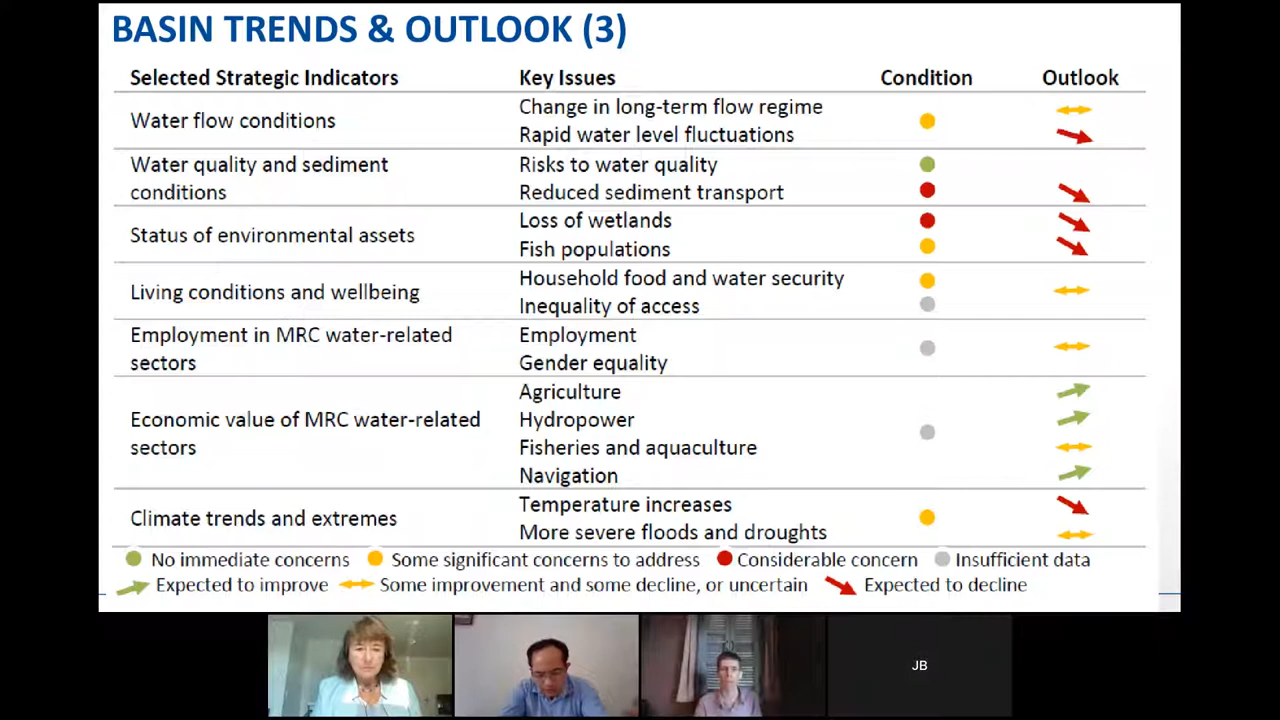 BASIN TRENDS & OUTLOOK (3)
Selected Strategic Indicators Key Issues Condition Outlook
Water flow conditions
Change in long-term flow regime
Rapid water level fluctuations
Water quality and sediment
conditions
Risks to water quality
Reduced sediment transport
Status of environmental assets
Loss of wetlands
Fish populations
Living conditions and wellbeing
Household food and water security
Inequality of access
Employment in MRC water-related
sectors
Employment
Gender equality
Economic value of MRC water-related
sectors
Agriculture
Hydropower
Fisheries and aquaculture
Navigation
Climate trends and extremes
Temperature increases
More severe floods and droughts
No immediate concerns Some significant concerns to address Considerable concern Insufficient data
Expected to improve Some improvement and some decline, or uncertain Expected to decline
JB